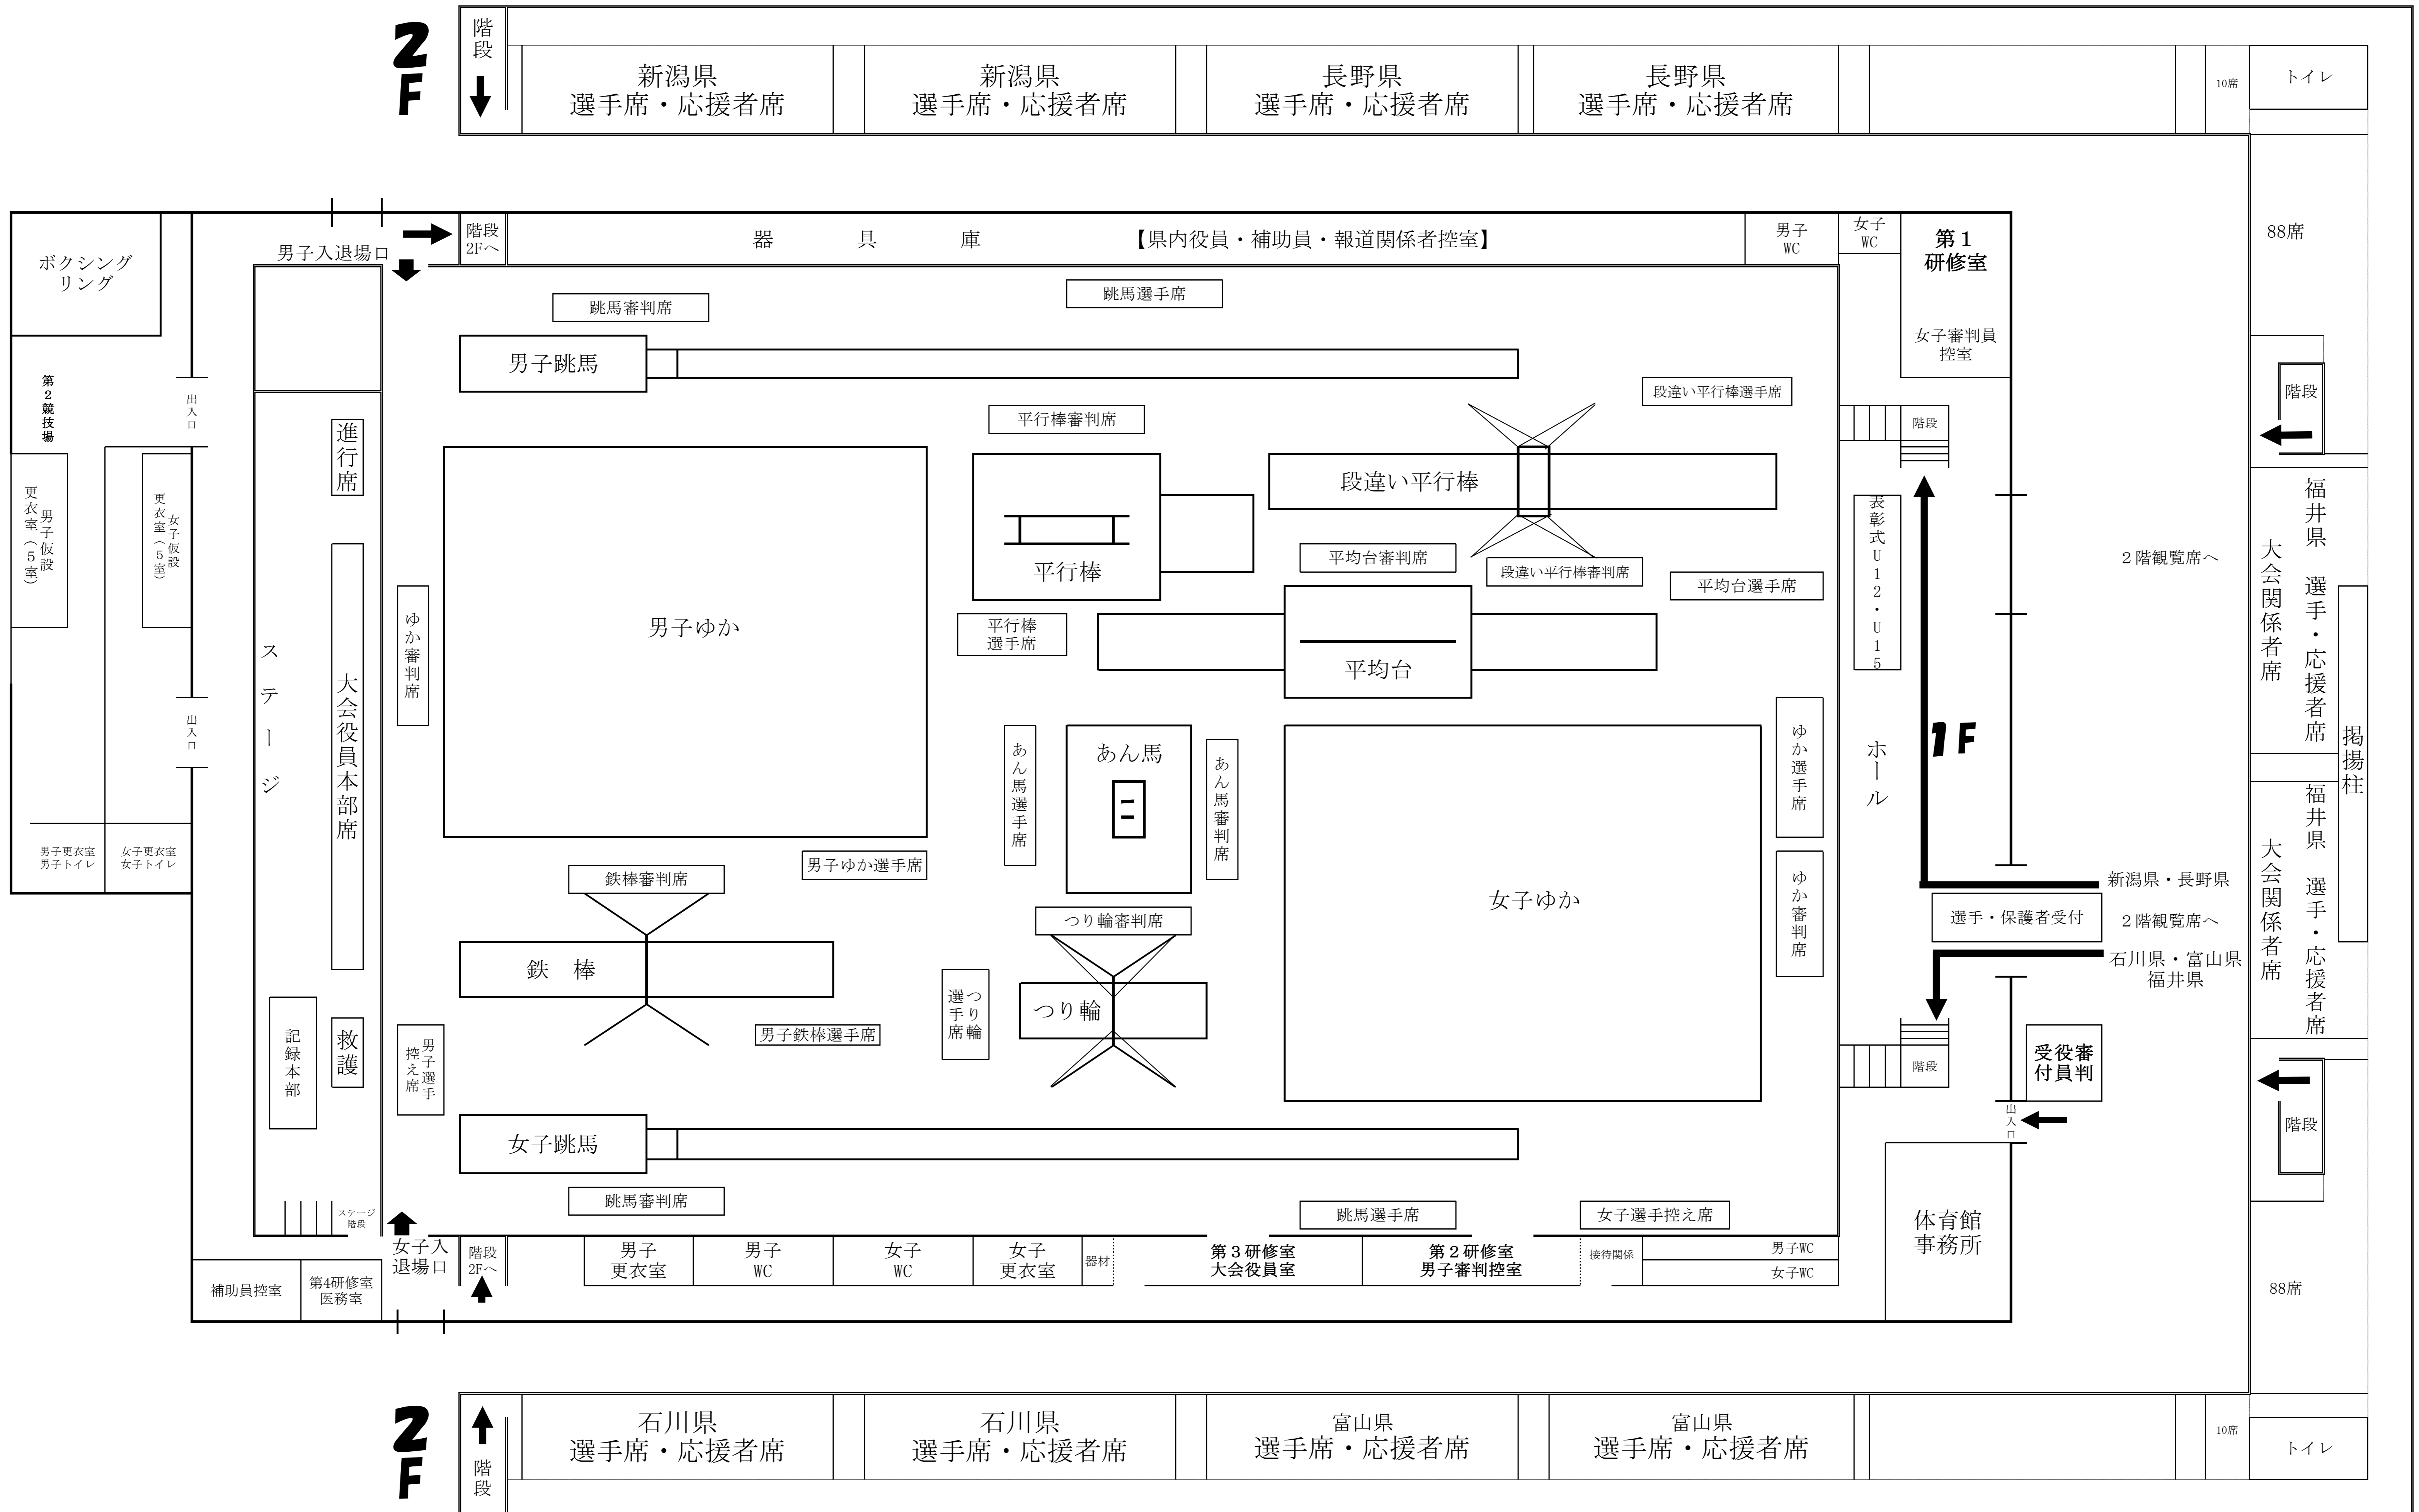 2
F
階段
新潟県
選手席・応援者席
新潟県
選手席・応援者席
長野県
選手席・応援者席
長野県
選手席・応援者席
10席
トイレ
88席
ボクシング
リング
男子入退場口
階段
2Fへ
器　具　庫　【県内役員・補助員・報道関係者控室】
男子
WC
女子
WC
第１
研修室
女子審判員
控室
跳馬審判席
跳馬選手席
男子跳馬
段違い平行棒選手席
平行棒審判席
階段
階段
第２競技場
出入口
進行席
男子仮設
更衣室（５室）
女子仮設
更衣室（５室）
段違い平行棒
平行棒
平均台審判席
段違い平行棒審判席
平均台選手席
表彰式Ｕ１２・Ｕ１５
２階観覧席へ
福井県　選手・応援者席
大会関係者席
ゆか審判席
男子ゆか
平行棒
選手席
平均台
ステージ
大会役員本部席
出入口
あん馬選手席
あん馬
あん馬審判席
ゆか選手席
ホール
1F
掲揚柱
男子更衣室
男子トイレ
女子更衣室
女子トイレ
男子ゆか選手席
鉄棒審判席
女子ゆか
ゆか審判席
新潟県・長野県
選手・保護者受付
２階観覧席へ
石川県・富山県
福井県
福井県　選手・応援者席
大会関係者席
つり輪審判席
鉄　棒
つり輪
選手席
つり輪
男子鉄棒選手席
記録本部
救護
男子選手
控え席
階段
審判
役員
受付
出入口
階段
女子跳馬
跳馬審判席
跳馬選手席
女子選手控え席
ステージ
階段
女子入
退場口
階段
2Fへ
男子
更衣室
男子
WC
女子
WC
女子
更衣室
器材
第３研修室
大会役員室
第２研修室
男子審判控室
接待関係
男子WC
女子WC
体育館
事務所
補助員控室
第4研修室
医務室
88席
2
F
階段
石川県
選手席・応援者席
石川県
選手席・応援者席
富山県
選手席・応援者席
富山県
選手席・応援者席
10席
トイレ